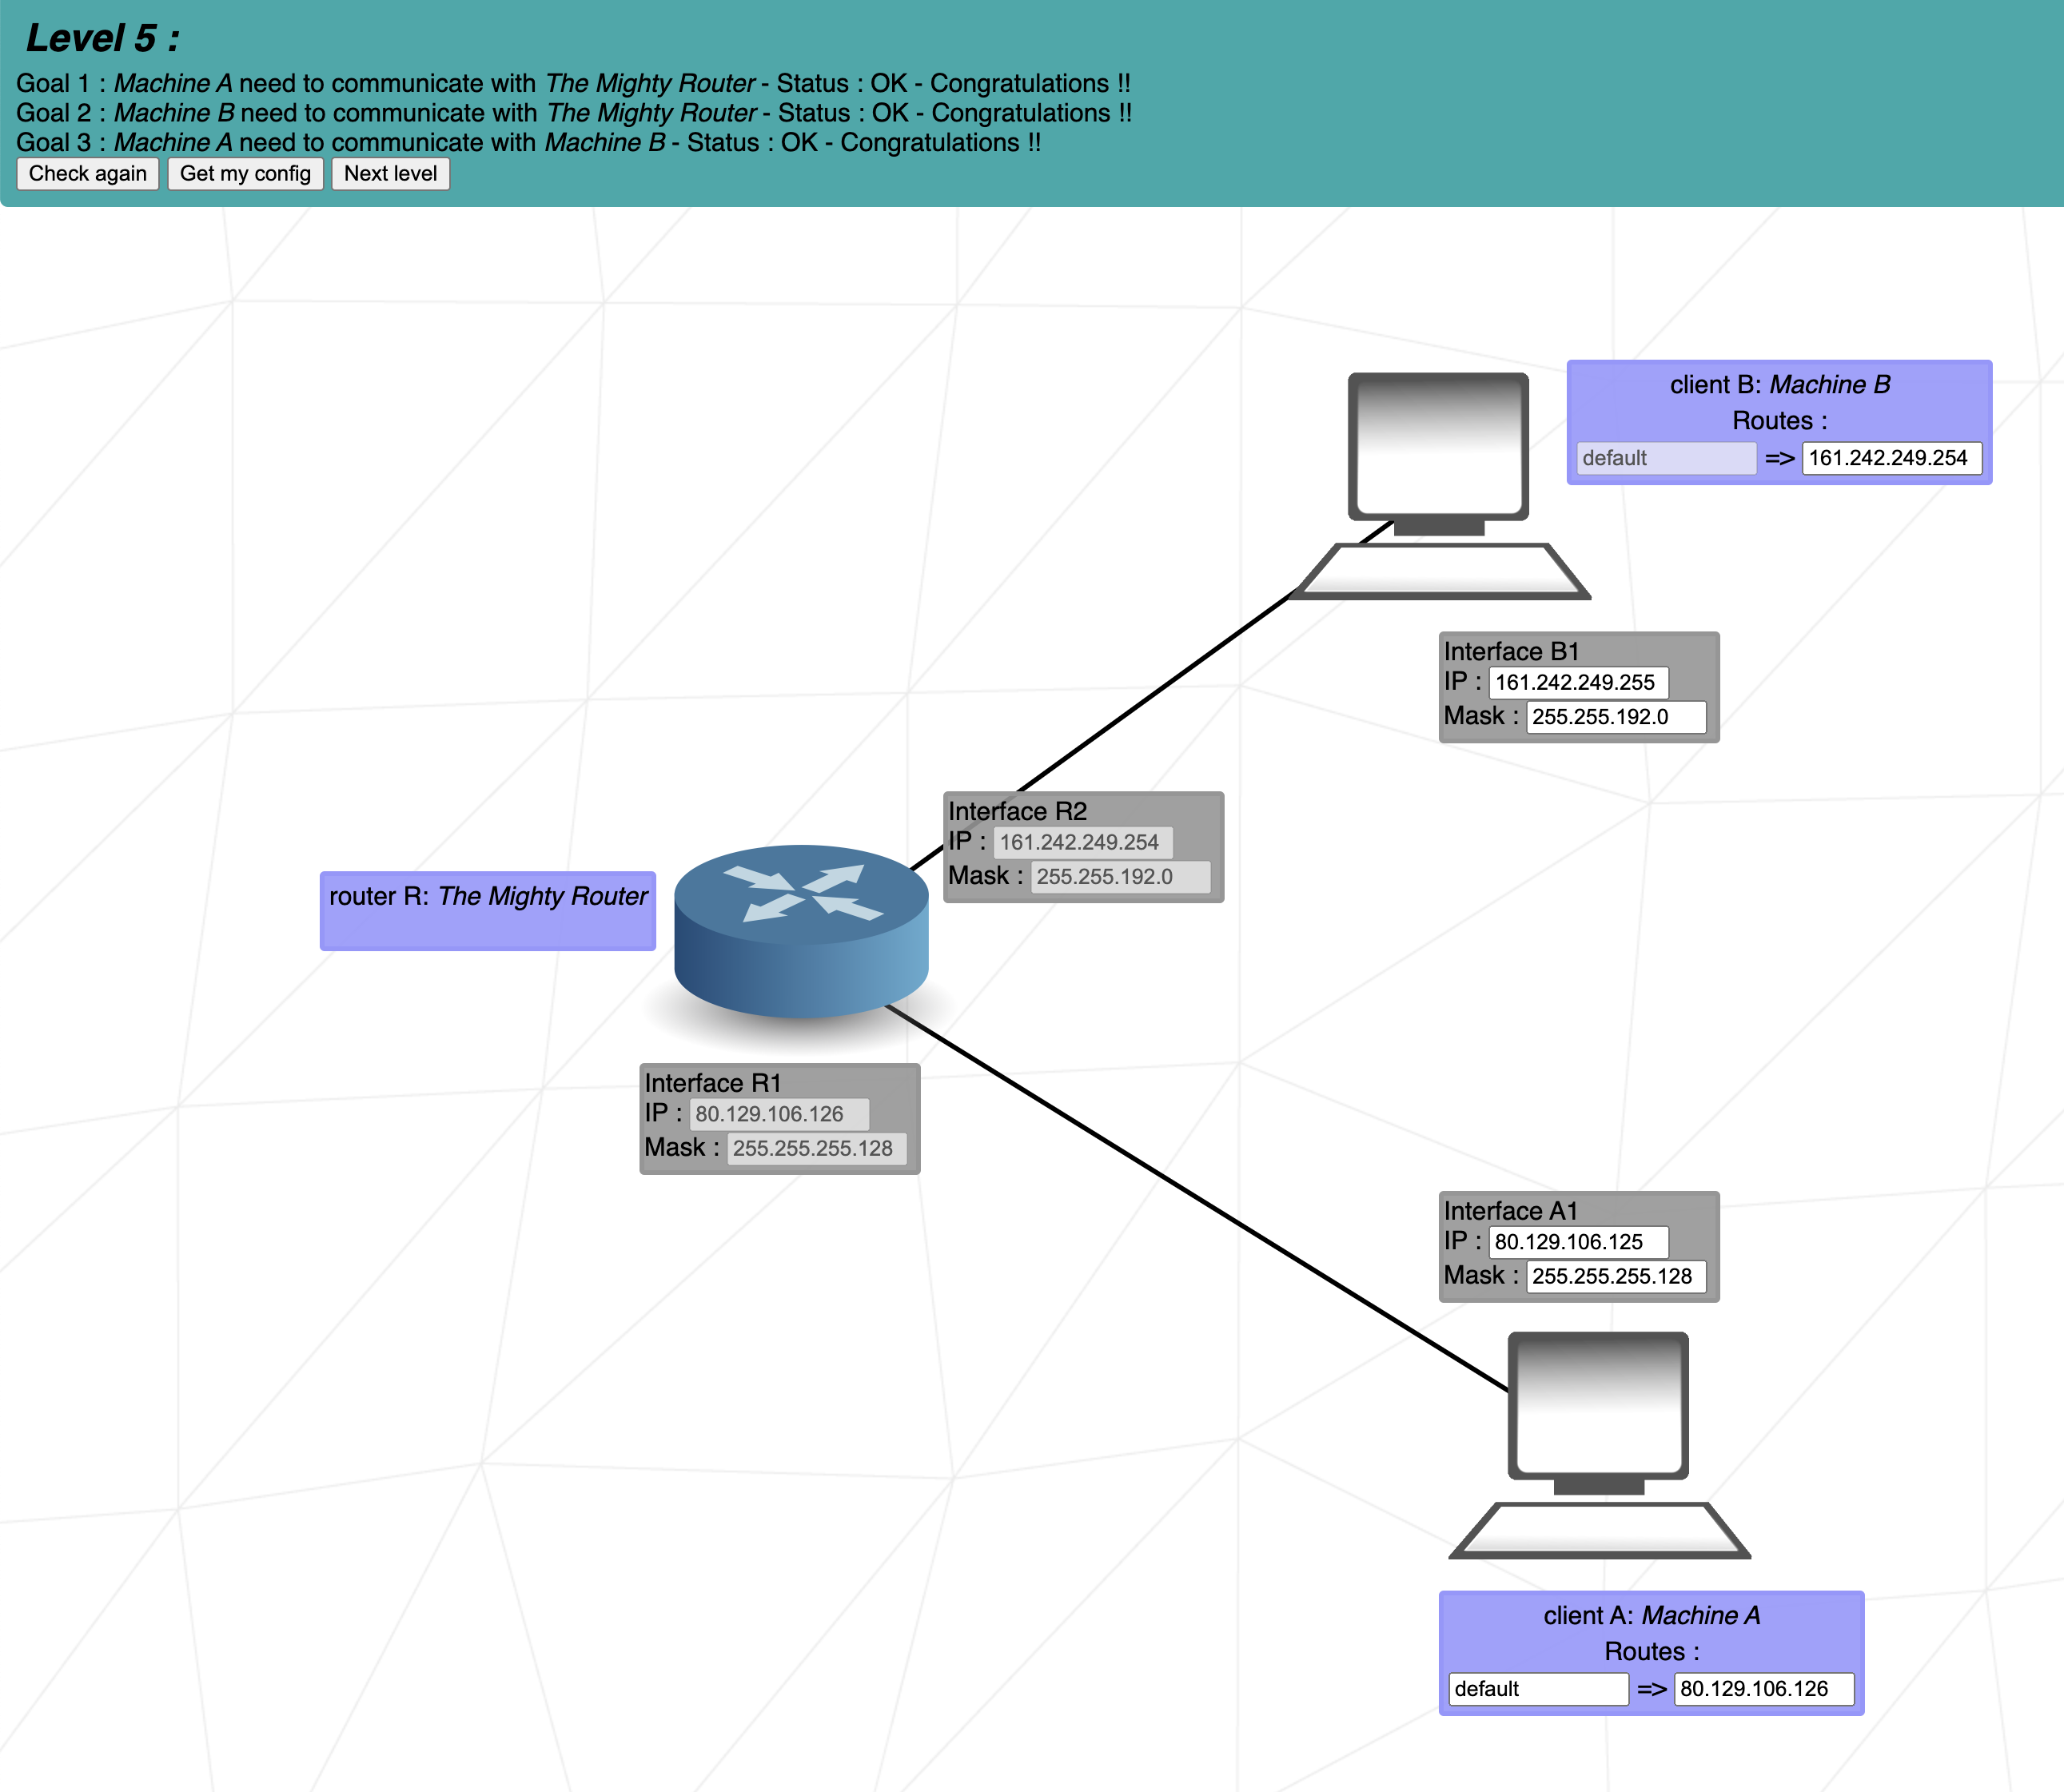 Level 5 :
Goal 1 : Machine A need to communicate with The Mighty Router - Status : OK - Congratulations !!
Goal 2 : Machine B need to communicate with The Mighty Router - Status : OK - Congratulations !!
Goal 3 : Machine A need to communicate with Machine B - Status : OK - Congratulations !!
Check again Get my config Next level
client B: Machine B
Routes :
default => 161.242.249.254
Interface B1
IP : 161.242.249.255
Mask : 255.255.192.0
Interface R2
IP : 161.242.249.254
Mask : 255.255.192.0
router R: The Mighty Router
Interface R1
IP : 80.129.106.126
Mask : 255.255.255.128
Interface A1
IP : 80.129.106.125
Mask : 255.255.255.128
client A: Machine A
Routes :
default => 80.129.106.126